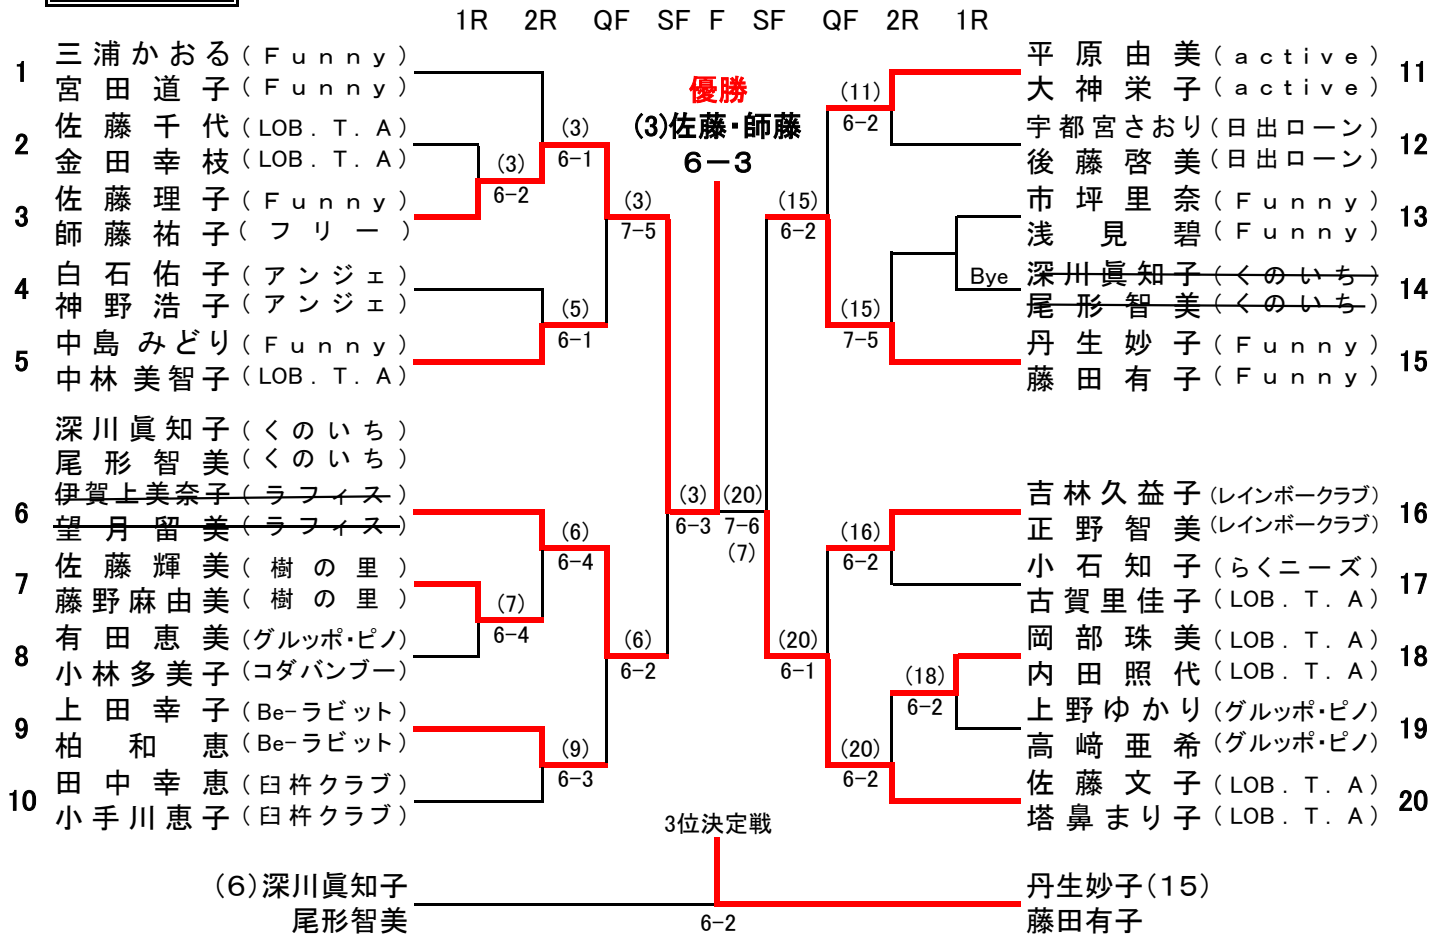 1R 2R QF SF F SF QF 2R 1R
優勝
(3)佐藤・師藤
6－3
1
三浦かおる(Funny)
宮田道子(Funny)
2
佐藤千代(LOB.T.A)
金田幸枝(LOB.T.A)
3
佐藤理子(Funny)
師藤祐子(フリー)
4
白石佑子(アンジェ)
神野浩子(アンジェ)
5
中島みどり(Funny)
中林美智子(LOB.T.A)
深川眞知子(くのいち)
尾形智美(くのいち)
6
伊賀上美奈子(ラフィス)
望月留美(ラフィス)
7
佐藤輝美(樹の里)
藤野麻由美(樹の里)
8
有田恵美(グルッポ・ピノ)
小林多美子(コダバンブー)
9
上田幸子(Be-ラビット)
柏和恵(Be-ラビット)
10
田中幸恵(臼杵クラブ)
小手川恵子(臼杵クラブ)
(3)
6-2
(3)
6-1
(5)
6-1
(3)
7-5
(7)
6-4
(6)
6-4
(9)
6-3
(6)
6-2
(3)
6-3
(20)
7-6
(7)
(15)
6-2
(20)
6-1
(11)
6-2
(15)
7-5
(16)
6-2
(20)
6-2
(18)
6-2
Bye
平原由美(active)
大神栄子(active)
11
宇都宮さおり(日出ローン)
後藤啓美(日出ローン)
12
市坪里奈(Funny)
浅見碧(Funny)
13
深川眞知子(くのいち)
尾形智美(くのいち)
14
丹生妙子(Funny)
藤田有子(Funny)
15
吉林久益子(レインボークラブ)
正野智美(レインボークラブ)
16
小石知子(らくニーズ)
古賀里佳子(LOB.T.A)
17
岡部珠美(LOB.T.A)
内田照代(LOB.T.A)
18
上野ゆかり(グルッポ・ピノ)
高﨑亜希(グルッポ・ピノ)
19
佐藤文子(LOB.T.A)
塔鼻まり子(LOB.T.A)
20
3位決定戦
(6)深川眞知子
尾形智美
6-2
丹生妙子(15)
藤田有子